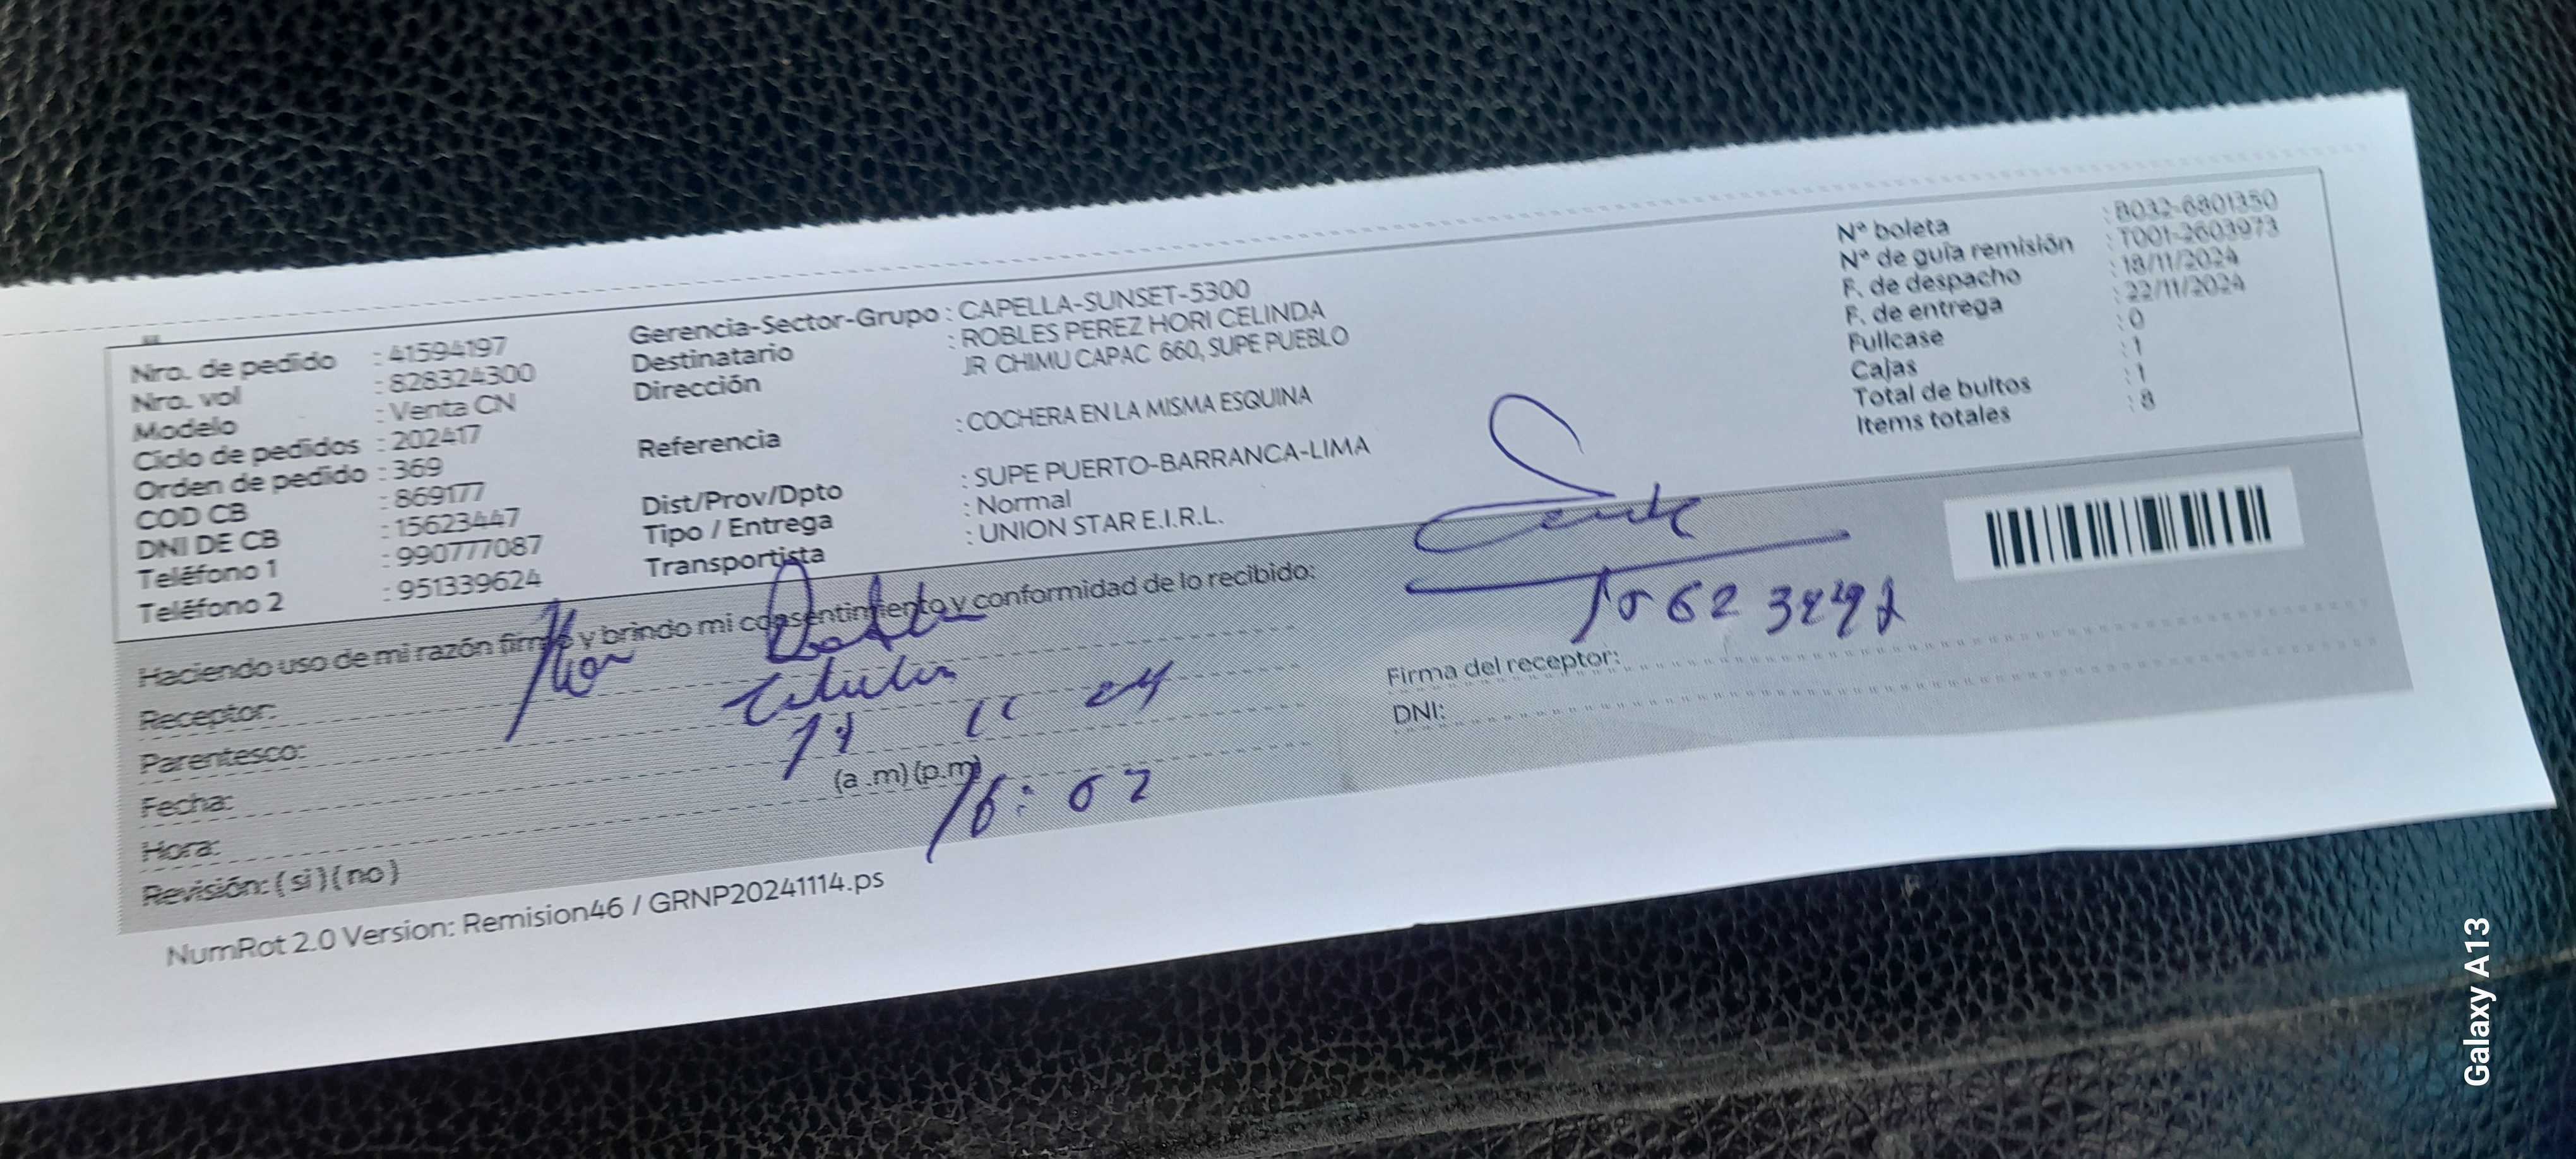 Nro. de pedido : 41594197
Nro. vol : 828324300
Modelo : Venta CN
Ciclo de pedidos : 202417
Orden de pedido : 369
COD CB : 869177
DNI DE CB : 15623447
Teléfono 1 : 990777087
Teléfono 2 : 951339624
Gerencia-Sector-Grupo : CAPELLA-SUNSET-5300
Destinatario : ROBLES PEREZ HORI CELINDA
Dirección JR CHIMU CAPAC 660, SUPE PUEBLO
Referencia : COCHERA EN LA MISMA ESQUINA
Dist/Prov/Dpto : SUPE PUERTO-BARRANCA-LIMA
Tipo / Entrega : Normal
Transportista : UNION STAR E.I.R.L.
N° boleta : B032-6801350
N° de guía remisión : T001-2603973
F. de despacho : 18/11/2024
F. de entrega : 22/11/2024
Fullcase : 0
Cajas : 1
Total de bultos : 1
Items totales : 8
Haciendo uso de mi razón firmo y brindo mi consentimiento y conformidad de lo recibido:
Receptor:
Parentesco:
Fecha: 11 24
Hora: (a .m) (p.m) 16:07
Revisión: ( si ) ( no )
Firma del receptor:
DNI:
NumRot 2.0 Version: Remision46 / GRNP20241114.ps
Galaxy A13